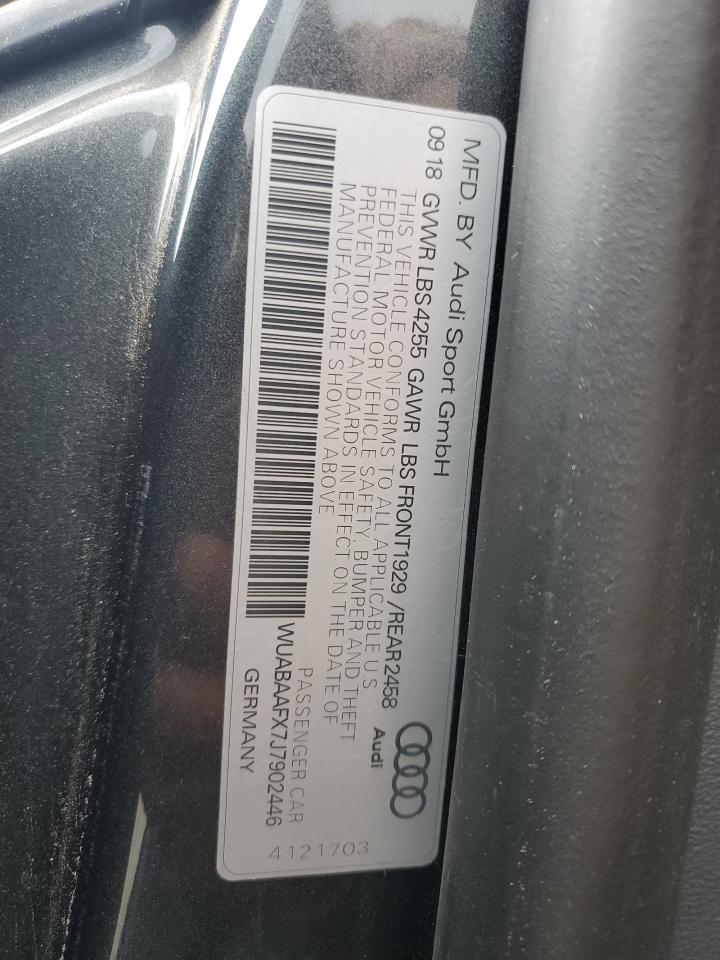 MFD. BY Audi Sport GmbH
0918 GVWR LBS4255 GAWR LBS FRONT1929 /REAR2458
THIS VEHICLE CONFORMS TO ALL APPLICABLE U S
FEDERAL MOTOR VEHICLE SAFETY, BUMPER AND THEFT
PREVENTION STANDARDS IN EFFECT ON THE DATE OF
MANUFACTURE SHOWN ABOVE
Audi
PASSENGER CAR
WUABAAFX7J7902446
GERMANY
4121703